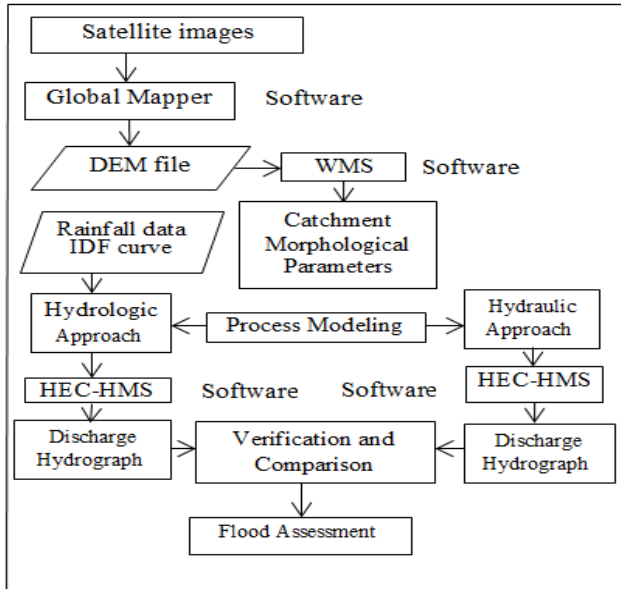 Satellite images
Global Mapper
Software
DEM file
WMS
Software
Rainfall data
IDF curve
Catchment
Morphological
Parameters
Hydrologic
Approach
Process Modeling
Hydraulic
Approach
HEC-HMS
Software
Software
HEC-HMS
Discharge
Hydrograph
Verification and
Comparison
Discharge
Hydrograph
Flood Assessment